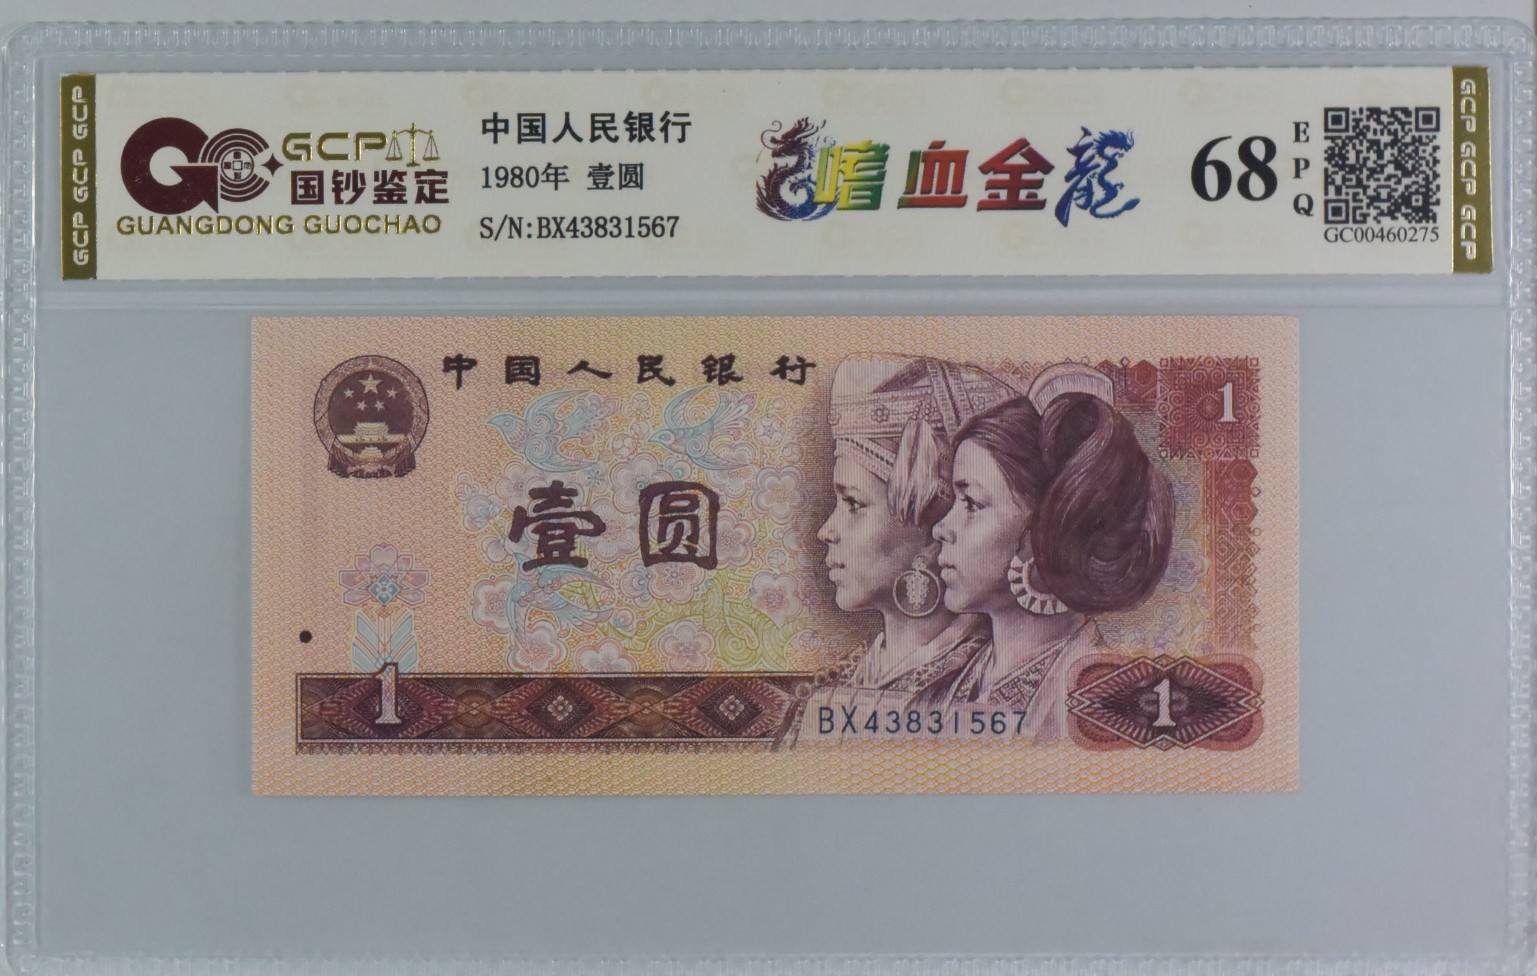 GCP GCP GCP
GCP
国钞鉴定
GUANGDONG GUOCHAO
中国人民银行
1980年 壹圆
S/N:BX43831567
嗜血金龍
68
EPQ
GC00460275
GCP GCP GCP
中国人民银行
1
壹圆
1
BX43831567
1